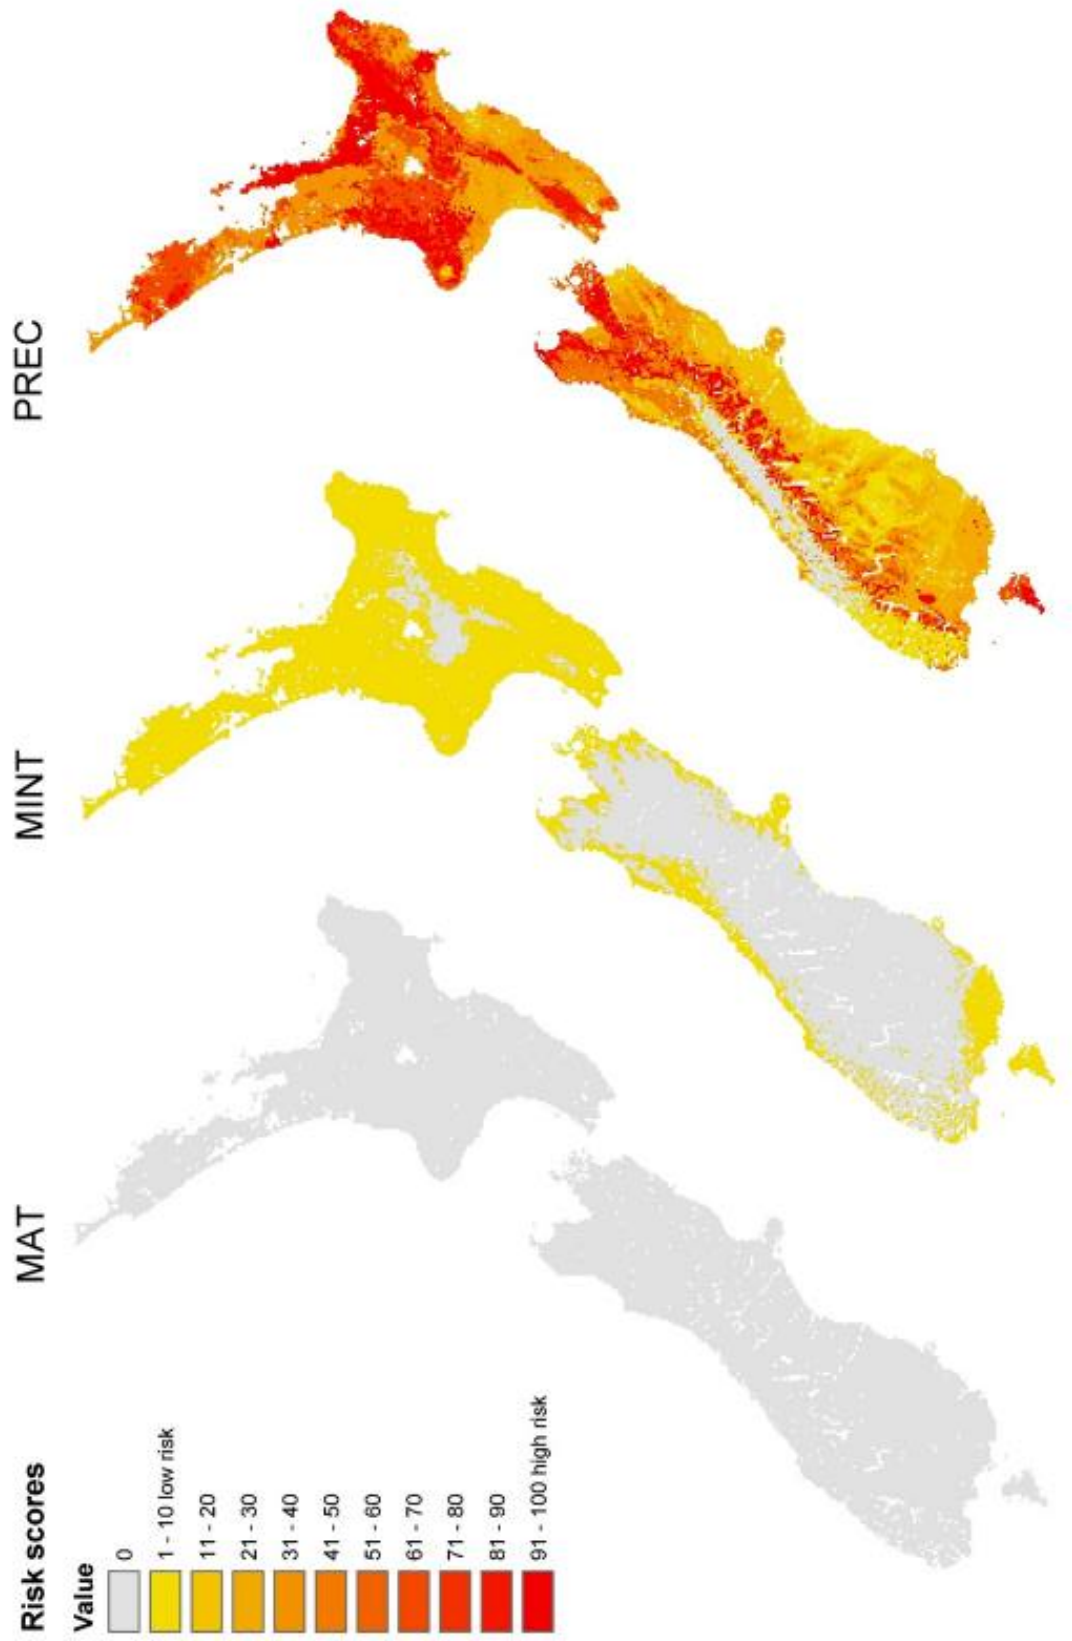 Risk scores
Value
0
1 - 10 low risk
11 - 20
21 - 30
31 - 40
41 - 50
51 - 60
61 - 70
71 - 80
81 - 90
91 - 100 high risk
MAT
MINT
PREC